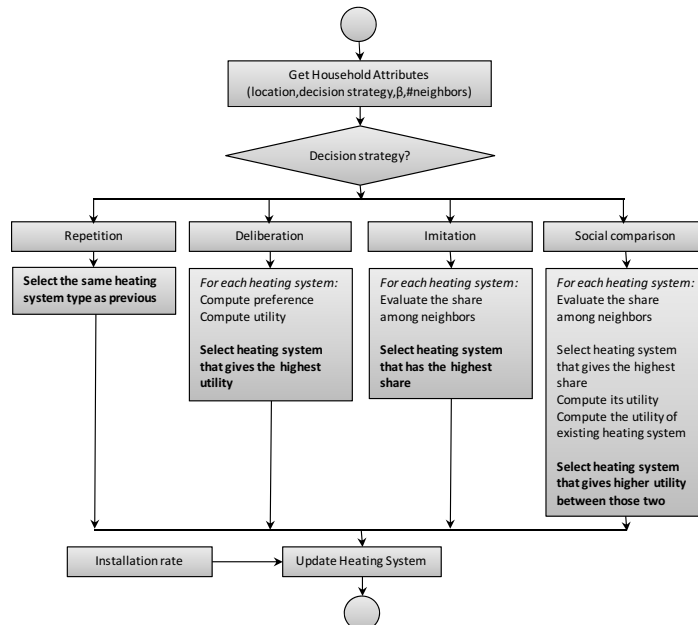 Get Household Attributes
(location,decision strategy,β,#neighbors)
Decision strategy?
Repetition
Select the same heating
system type as previous
Deliberation
For each heating system:
Compute preference
Compute utility
Select heating system
that gives the highest
utility
Imitation
For each heating system:
Evaluate the share
among neighbors
Select heating system
that has the highest
share
Social comparison
For each heating system:
Evaluate the share
among neighbors
Select heating system
that gives the highest
share
Compute its utility
Compute the utility of
existing heating system
Select heating system
that gives higher utility
between those two
Installation rate
Update Heating System